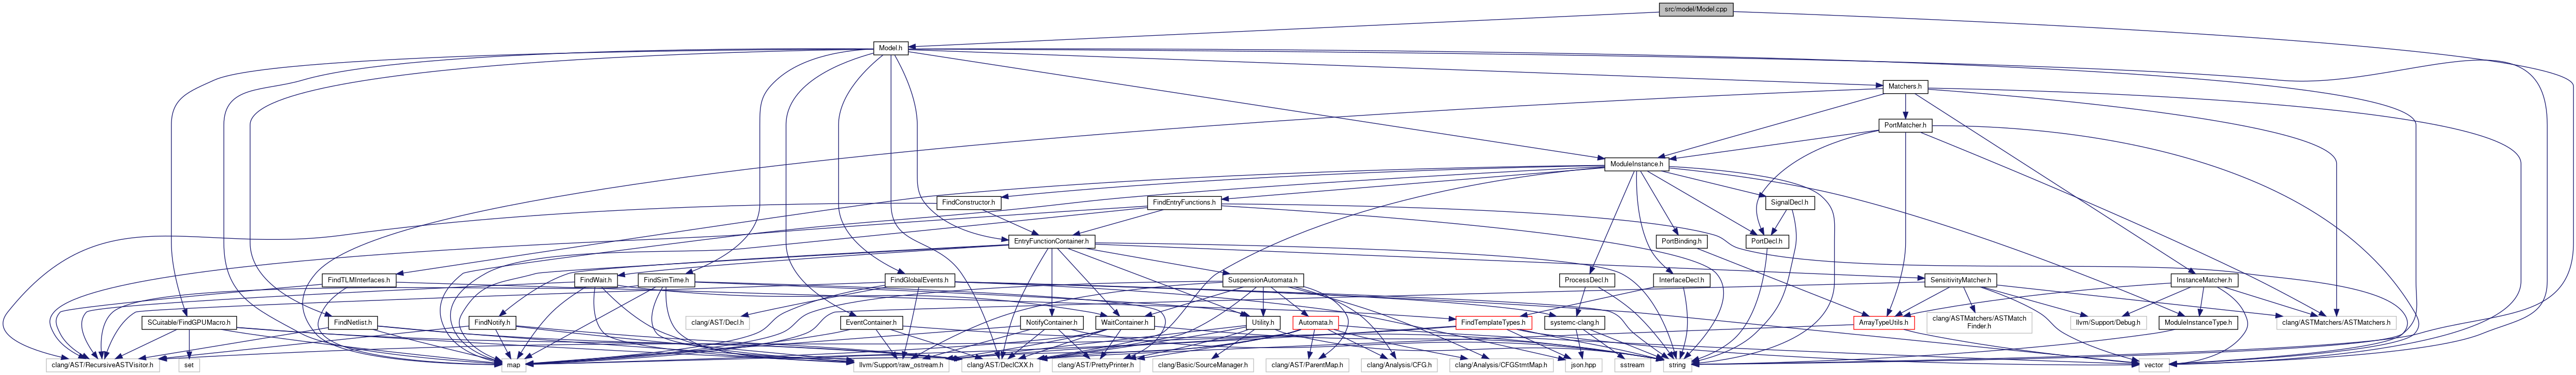 src/model/Model.cpp
Model.h
Matchers.h
PortMatcher.h
ModuleInstance.h
FindConstructor.h
FindEntryFunctions.h
SignalDecl.h
EntryFunctionContainer.h
PortBinding.h
PortDecl.h
FindTLMInterfaces.h
FindWait.h
FindSimTime.h
FindGlobalEvents.h
SuspensionAutomata.h
ProcessDecl.h
InterfaceDecl.h
SensitivityMatcher.h
InstanceMatcher.h
SCuitable/FindGPUMacro.h
FindNetlist.h
FindNotify.h
clang/AST/Decl.h
EventContainer.h
NotifyContainer.h
WaitContainer.h
Utility.h
Automata.h
FindTemplateTypes.h
systemc-clang.h
ArrayTypeUtils.h
clang/ASTMatchers/ASTMatch
Finder.h
llvm/Support/Debug.h
ModuleInstanceType.h
clang/ASTMatchers/ASTMatchers.h
clang/AST/RecursiveASTVisitor.h
set
map
llvm/Support/raw_ostream.h
clang/AST/DeclCXX.h
clang/AST/PrettyPrinter.h
clang/Basic/SourceManager.h
clang/AST/ParentMap.h
clang/Analysis/CFG.h
clang/Analysis/CFGStmtMap.h
json.hpp
sstream
string
vector